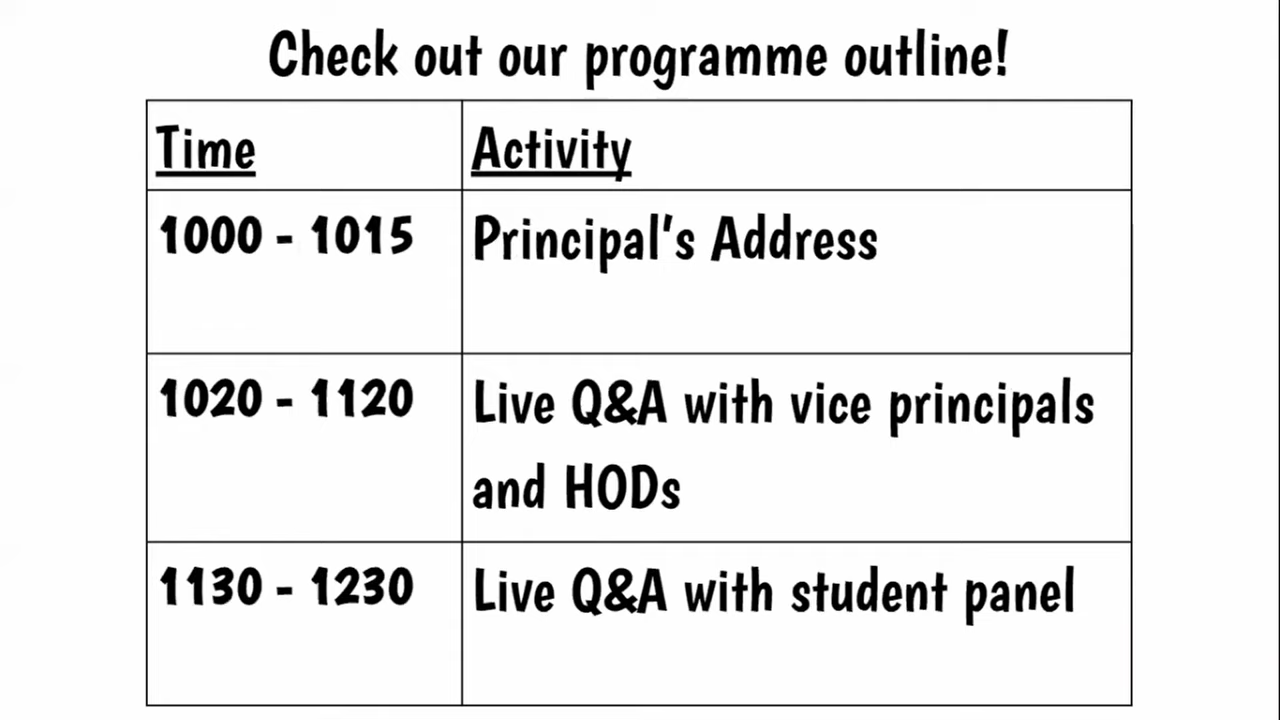 Check out our programme outline!
Time
Activity
1000 - 1015
Principal's Address
1020 - 1120
Live Q&A with vice principals
and HODs
1130 - 1230
Live Q&A with student panel